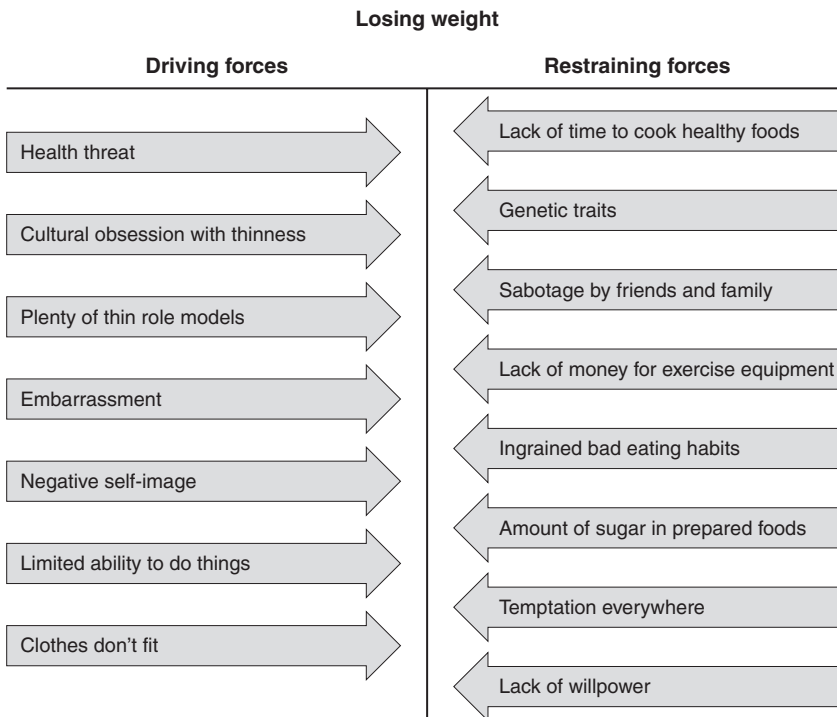 Losing weight
Driving forces
Restraining forces
Health threat
Cultural obsession with thinness
Plenty of thin role models
Embarrassment
Negative self-image
Limited ability to do things
Clothes don’t fit
Lack of time to cook healthy foods
Genetic traits
Sabotage by friends and family
Lack of money for exercise equipment
Ingrained bad eating habits
Amount of sugar in prepared foods
Temptation everywhere
Lack of willpower